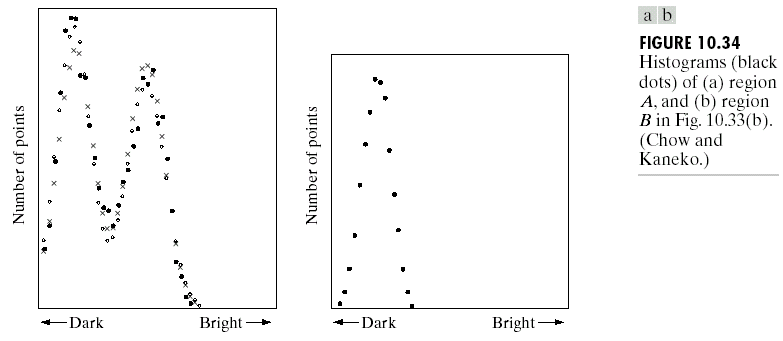 Number of points
Dark
Bright
Number of points
Dark
Bright
a b
FIGURE 10.34
Histograms (black
dots) of (a) region
A, and (b) region
B in Fig. 10.33(b).
(Chow and
Kaneko.)